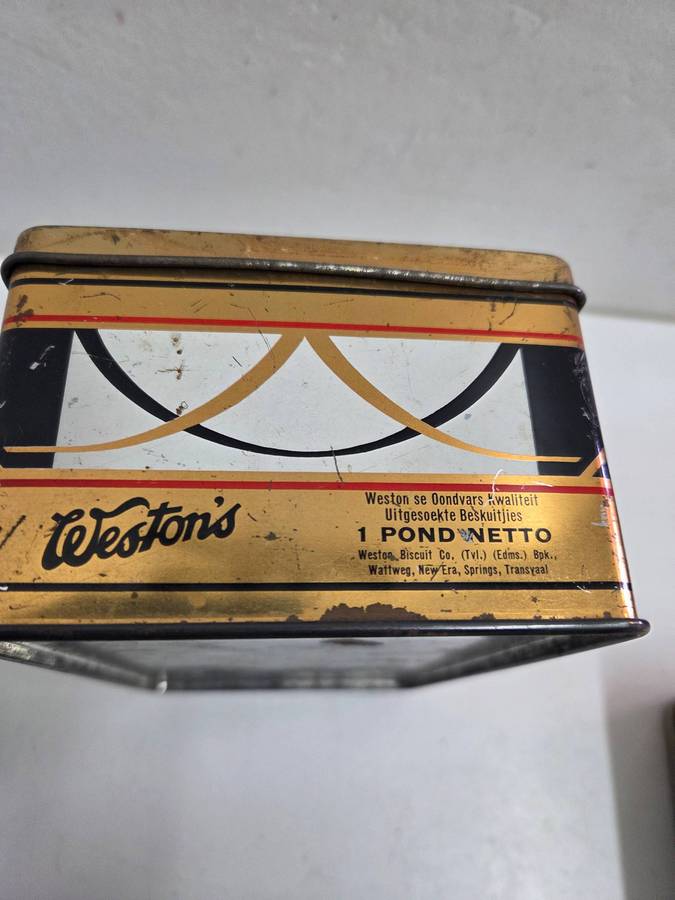 Weston's
Weston se Oondvars Kwaliteit
Uitgesoekte Beskuitjies
1 POND NETTO
Weston Biscuit Co, (Tvl.) (Edms.) Bpk.,
Wattweg, New Era, Springs, Transvaal